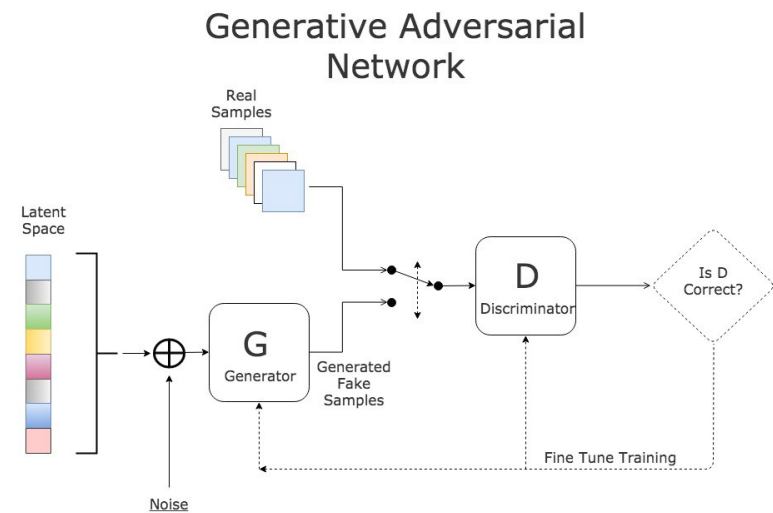 Generative Adversarial
Network
Real
Samples
Latent
Space
Is D
Correct?
D
Discriminator
G
Generator
Generated
Fake
Samples
Fine Tune Training
Noise